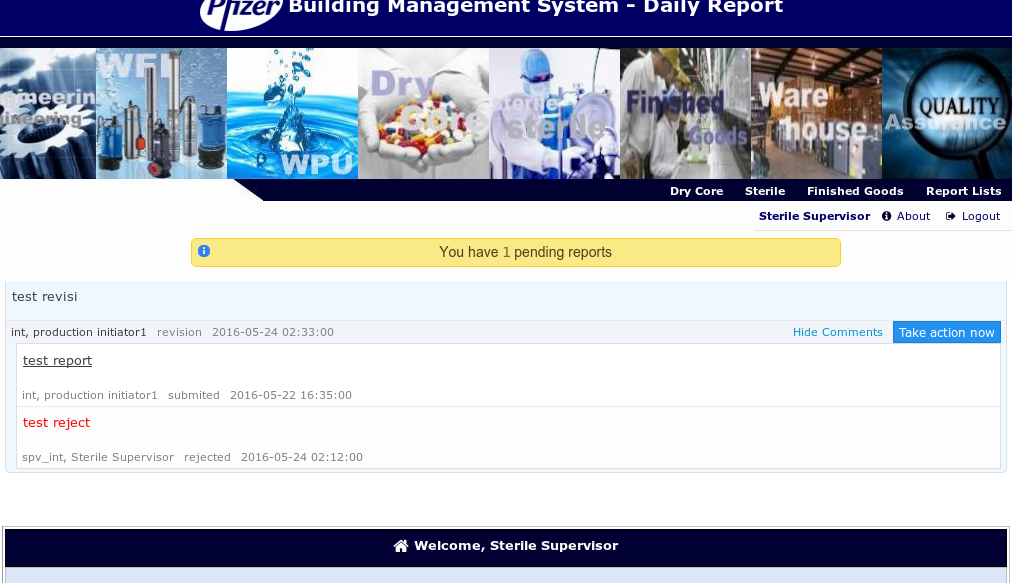 Pfizer Building Management System - Daily Report
WFI
WPU
Dry
Core
sterile
sterile
Finished
Goods
Ware
house
QUALITY
Assurance
Dry Core Sterile Finished Goods Report Lists
Sterile Supervisor About Logout
You have 1 pending reports
test revisi
int, production initiator1 revision 2016-05-24 02:33:00 Hide Comments Take action now
test report
int, production initiator1 submited 2016-05-22 16:35:00
test reject
spv_int, Sterile Supervisor rejected 2016-05-24 02:12:00
Welcome, Sterile Supervisor